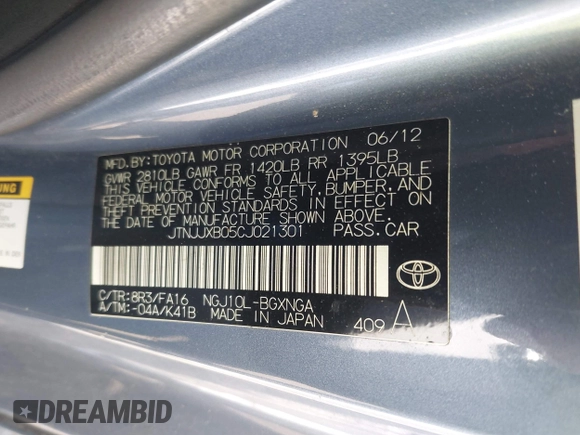 MFD.BY:TOYOTA MOTOR CORPORATION 06/12
GVWR 2810LB GAWR FR 1420LB RR 1395LB
THIS VEHICLE CONFORMS TO ALL APPLICABLE
FEDERAL MOTOR VEHICLE SAFETY, BUMPER, AND
THEFT PREVENTION STANDARDS IN EFFECT ON
THE DATE OF MANUFACTURE SHOWN ABOVE.
JTNJJXB05CJ021301 PASS.CAR
C/TR:8R3/FA16 NGJ10L-BGXNGA
A/TM:-04A/K41B MADE IN JAPAN 409 A
TOYOTA
DREAMBID